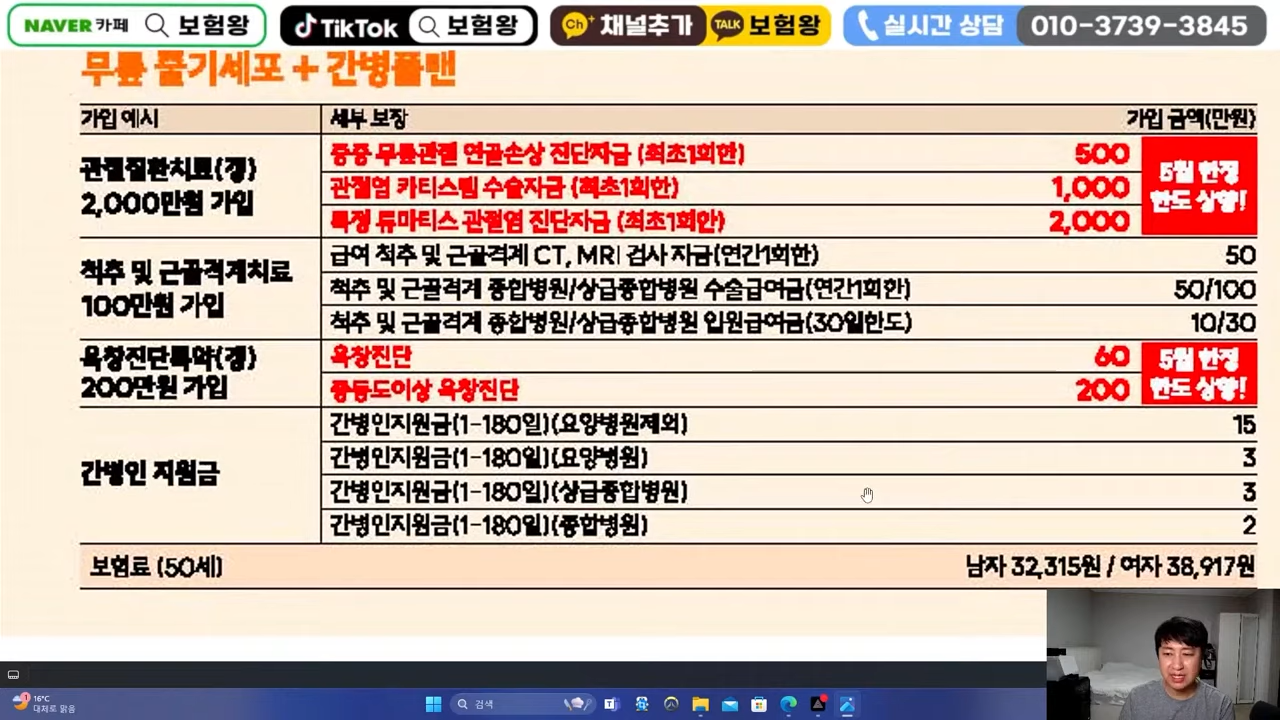 NAVER 카페 보험왕 TikTok 보험왕 Ch+ 채널추가 TALK 보험왕 실시간 상담 010-3739-3845
무릎 줄기세포 + 간병플랜
가입 예시 세부 보장 가입 금액(만원)
관절질환치료(갱)
2,000만원 가입
중증 무릎관절 연골손상 진단자금 (최초1회한) 500
관절염 카티스템 수술자금 (최초1회한) 1,000
특정 류마티스 관절염 진단자금 (최초1회한) 2,000
5월 한정
한도 상향!
척추 및 근골격계치료
100만원 가입
급여 척추 및 근골격계 CT, MRI 검사 자금(연간1회한) 50
척추 및 근골격계 종합병원/상급종합병원 수술급여금(연간1회한) 50/100
척추 및 근골격계 종합병원/상급종합병원 입원급여금(30일한도) 10/30
욕창진단특약(갱)
200만원 가입
욕창진단 60
중등도이상 욕창진단 200
5월 한정
한도 상향!
간병인 지원금
간병인지원금(1-180일)(요양병원제외) 15
간병인지원금(1-180일)(요양병원) 3
간병인지원금(1-180일)(상급종합병원) 3
간병인지원금(1-180일)(종합병원) 2
보험료 (50세) 남자 32,315원 / 여자 38,917원
16°C
대체로 맑음
검색